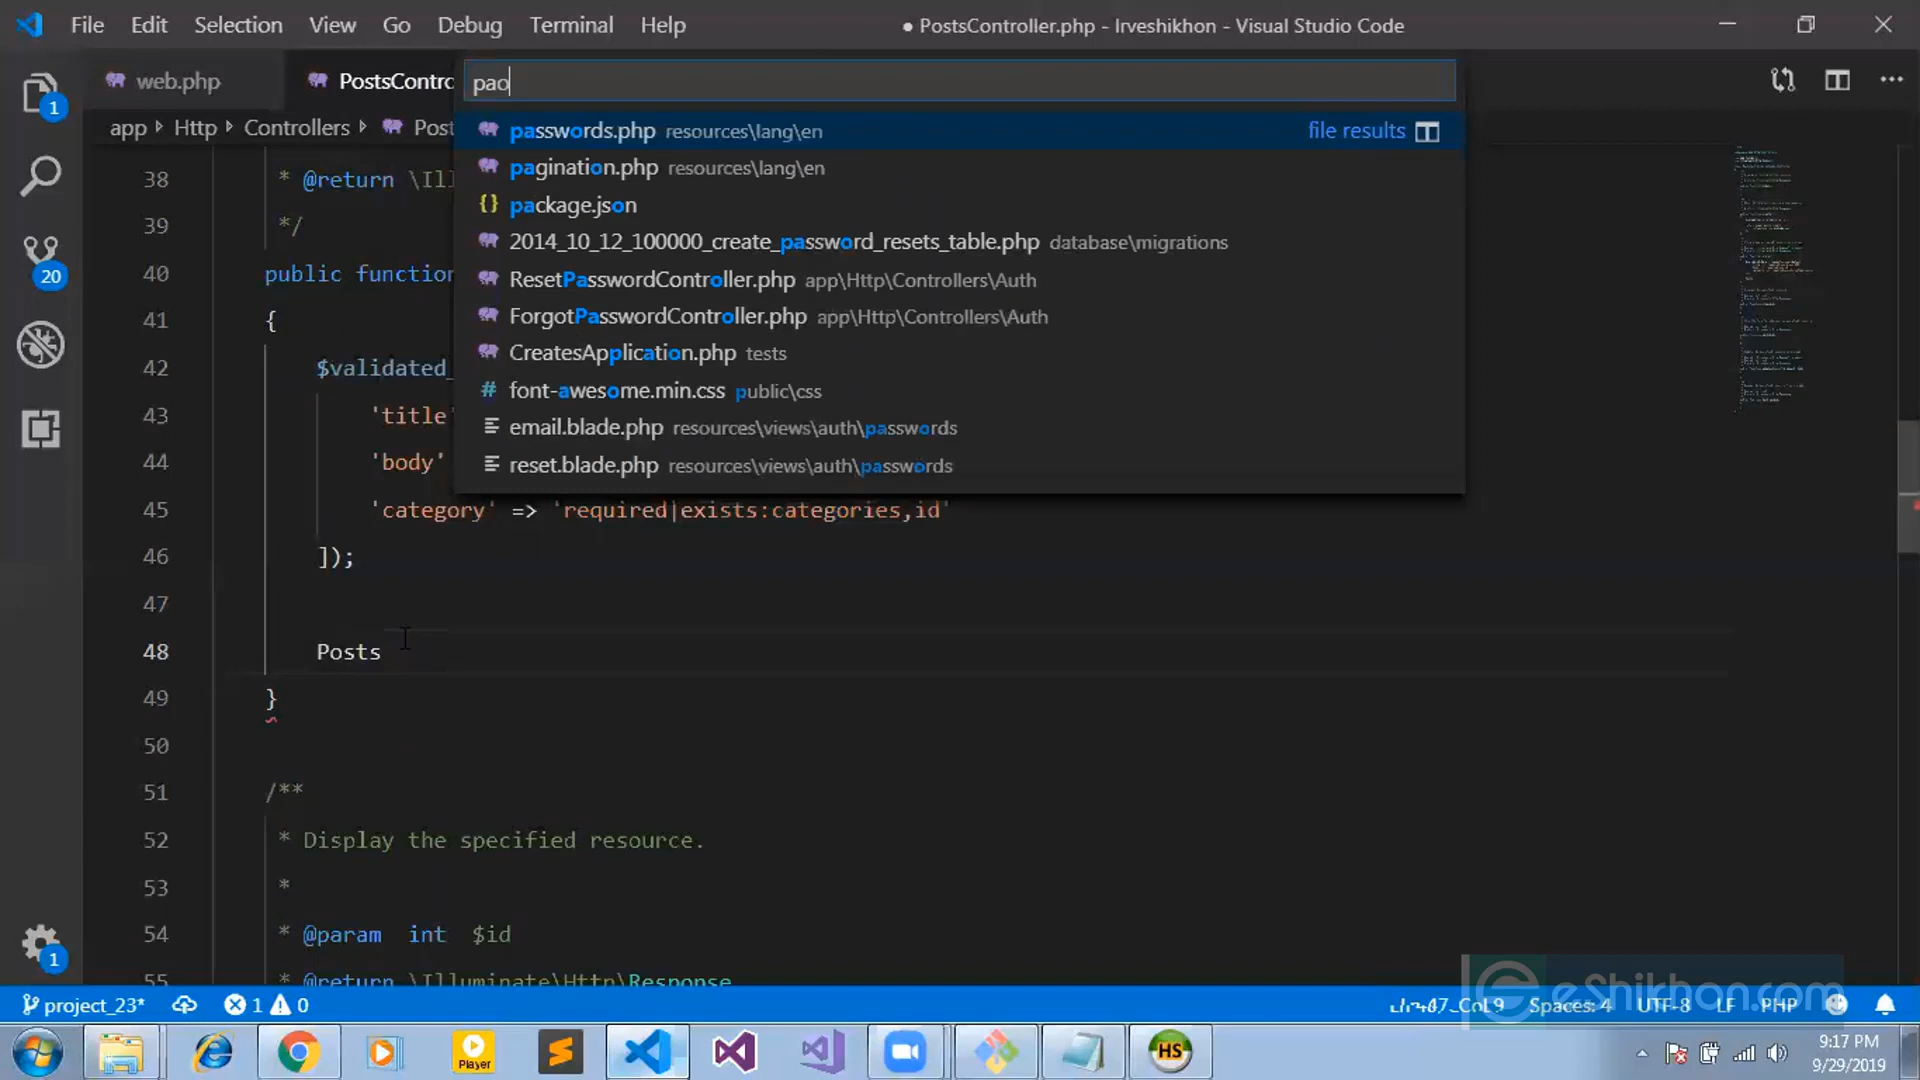 File Edit Selection View Go Debug Terminal Help
● PostsController.php - Irveshikhon - Visual Studio Code
web.php
PostsContro
pao
app Http Controllers Post
passwords.php resources\lang\en
file results
pagination.php resources\lang\en
{} package.json
2014_10_12_100000_create_password_resets_table.php database\migrations
ResetPasswordController.php app\Http\Controllers\Auth
ForgotPasswordController.php app\Http\Controllers\Auth
CreatesApplication.php tests
# font-awesome.min.css public\css
email.blade.php resources\views\auth\passwords
reset.blade.php resources\views\auth\passwords
38 * @return \Ill
39 */
40 public function
41 {
42 $validated_
43 'title'
44 'body'
45 'category' => 'required|exists:categories,id'
46 ]);
47
48 Posts
49 }
50
51 /**
52 * Display the specified resource.
53 *
54 * @param int $id
55 * @return \Illuminate\Http\Response
1
20
1
eShikhon.com
project_23* 1 0
Spaces: 4 UTF-8 LF PHP
Player
HS
9:17 PM
9/29/2019